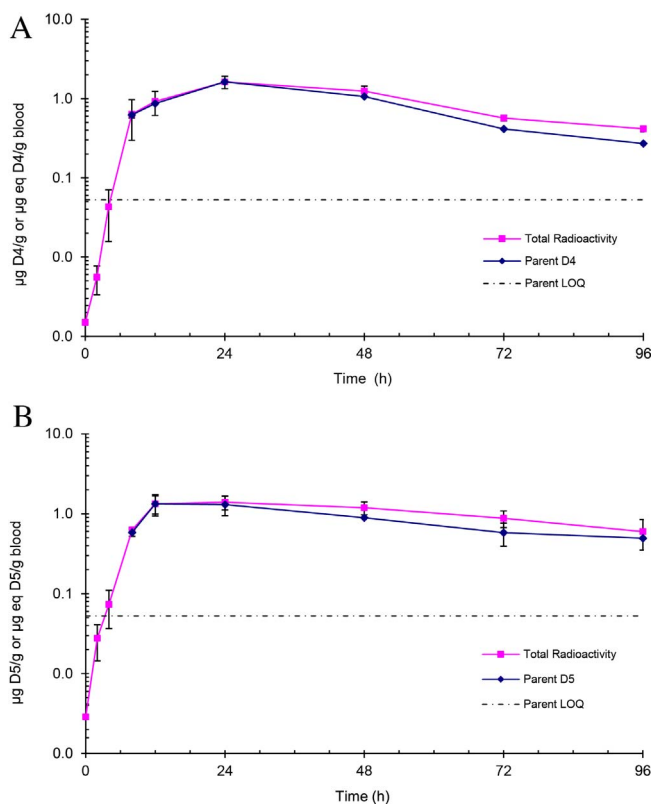 A
10.0
1.0
0.1
0.0
0.0
µg D4/g or µg eq D4/g blood
Total Radioactivity
Parent D4
Parent LOQ
0 24 48 72 96
Time (h)
B
10.0
1.0
0.1
0.0
0.0
µg D5/g or µg eq D5/g blood
Total Radioactivity
Parent D5
Parent LOQ
0 24 48 72 96
Time (h)